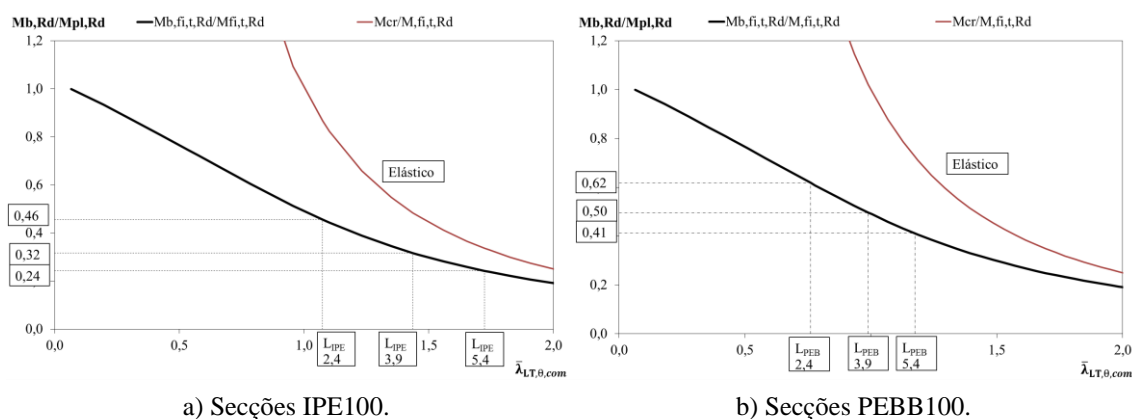 Mb,Rd/Mpl,Rd
Mb,fi,t,Rd/Mfi,t,Rd
Mcr/M,fi,t,Rd
1,2
1,0
0,8
0,6
0,46
0,4
0,32
0,24
0,0
Elástico
0,0
0,5
1,0
1,5
2,0
L_IPE 2,4
L_IPE 3,9
L_IPE 5,4
λ̄_LT,θ,com
a) Secções IPE100.
Mb,Rd/Mpl,Rd
Mb,fi,t,Rd/M,fi,t,Rd
Mcr/M,fi,t,Rd
1,2
1,0
0,8
0,62
0,6
0,50
0,41
0,2
0,0
Elástico
0,0
0,5
1,5
2,0
L_PEB 2,4
L_PEB 3,9
L_PEB 5,4
λ̄_LT,θ,com
b) Secções PEBB100.